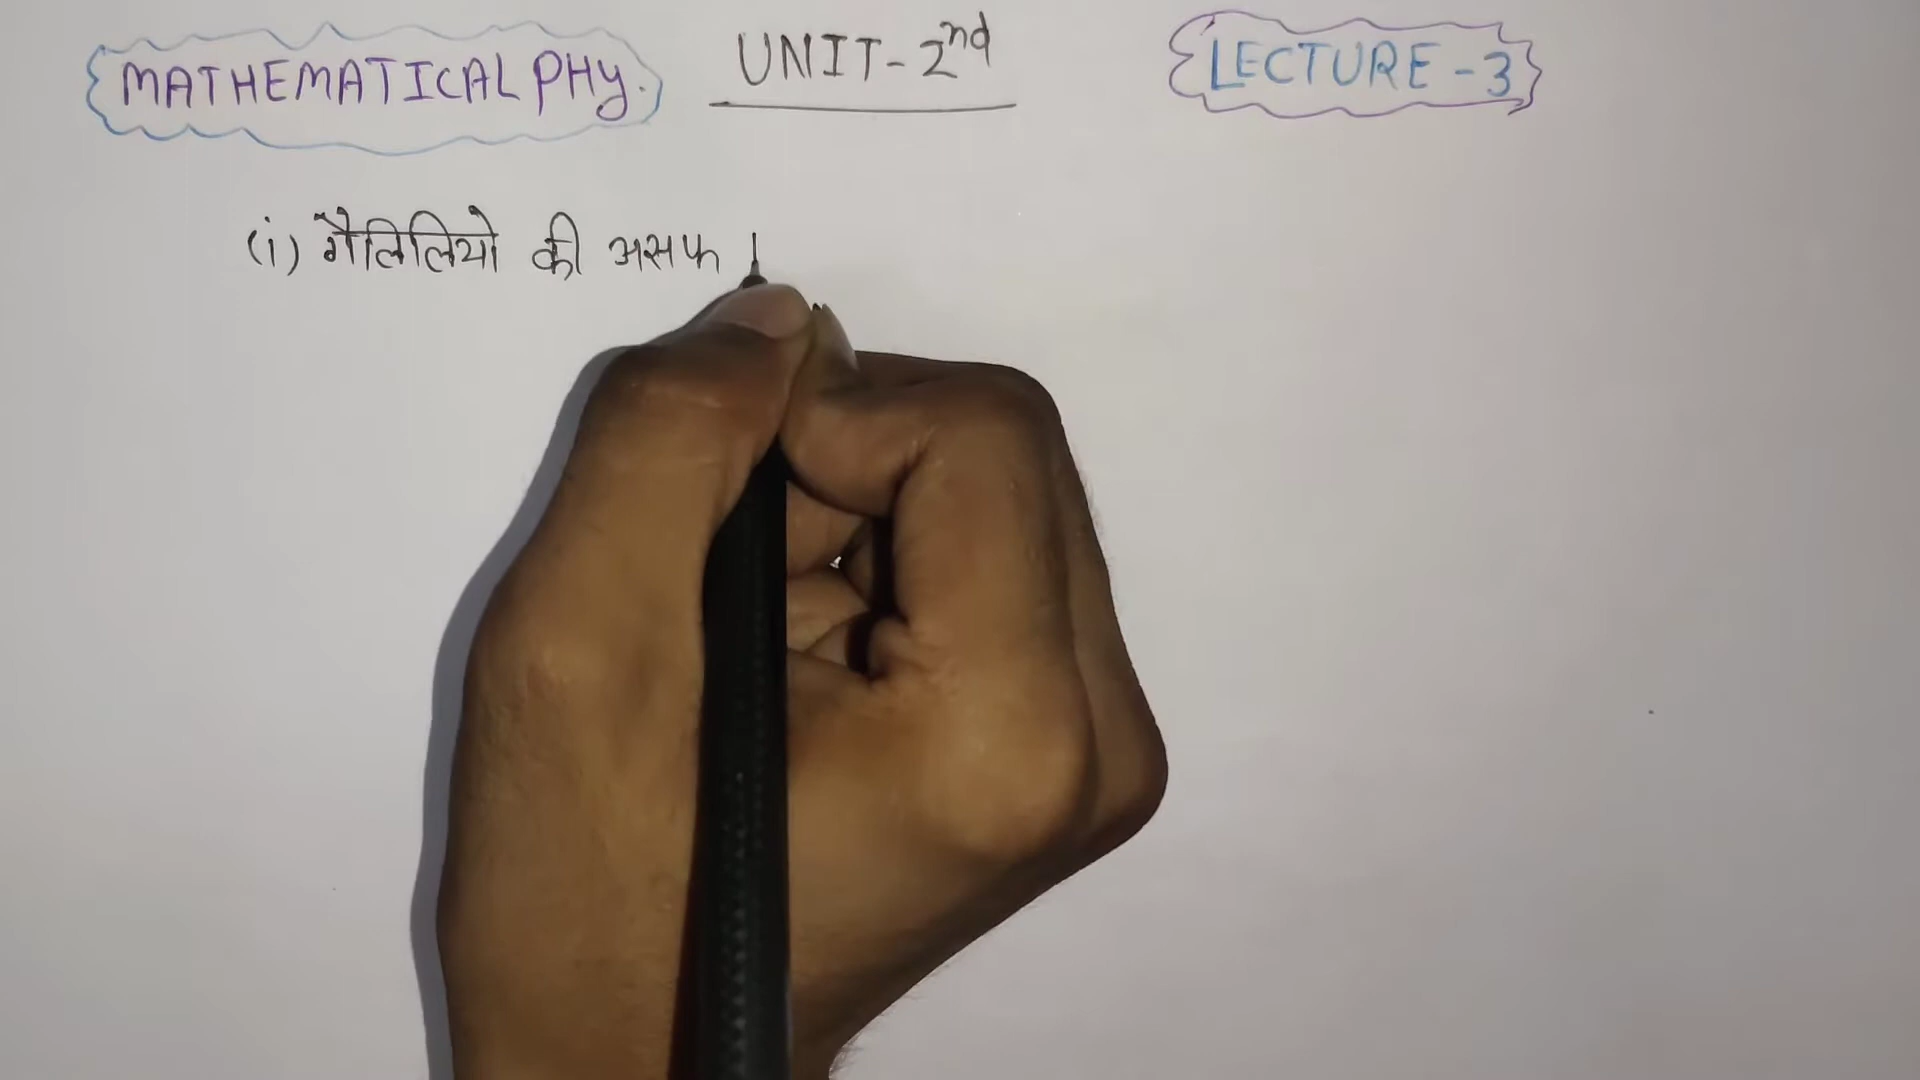 MATHEMATICAL PHY. UNIT-2nd LECTURE-3
(i) गैलिलियो की असफ